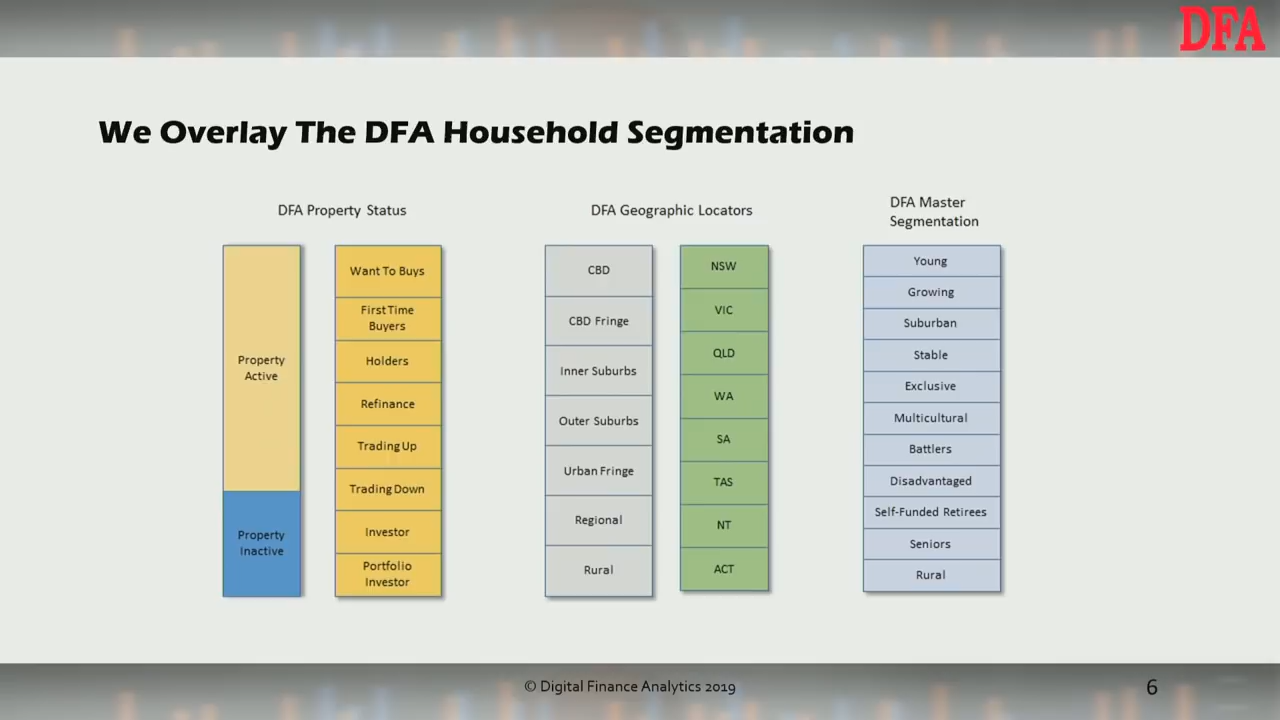 DFA
We Overlay The DFA Household Segmentation
DFA Property Status
Property
Active
Property
Inactive
Want To Buys
First Time
Buyers
Holders
Refinance
Trading Up
Trading Down
Investor
Portfolio
Investor
DFA Geographic Locators
CBD
CBD Fringe
Inner Suburbs
Outer Suburbs
Urban Fringe
Regional
Rural
NSW
VIC
QLD
WA
SA
TAS
NT
ACT
DFA Master
Segmentation
Young
Growing
Suburban
Stable
Exclusive
Multicultural
Battlers
Disadvantaged
Self-Funded Retirees
Seniors
Rural
© Digital Finance Analytics 2019
6